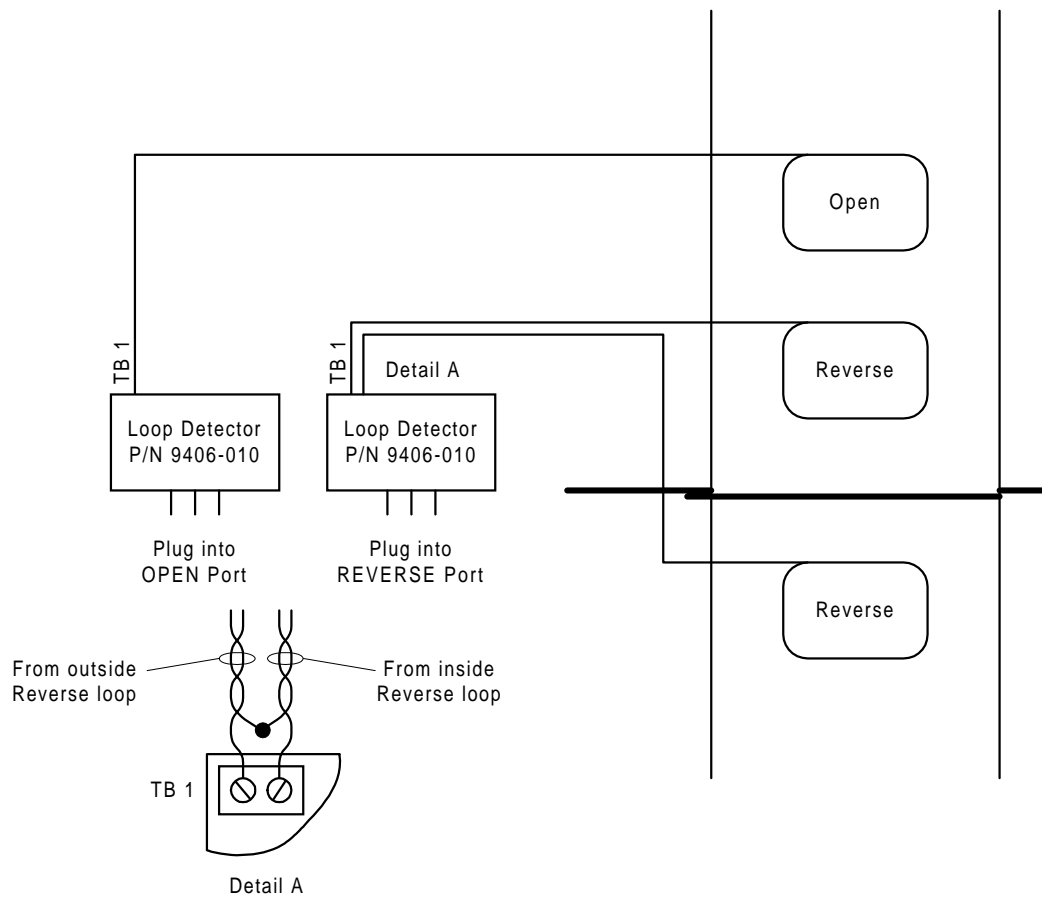 Open
TB 1
TB 1
Detail A
Reverse
Loop Detector
P/N 9406-010
Loop Detector
P/N 9406-010
Plug into
OPEN Port
Plug into
REVERSE Port
Reverse
From outside
Reverse loop
From inside
Reverse loop
TB 1
Detail A